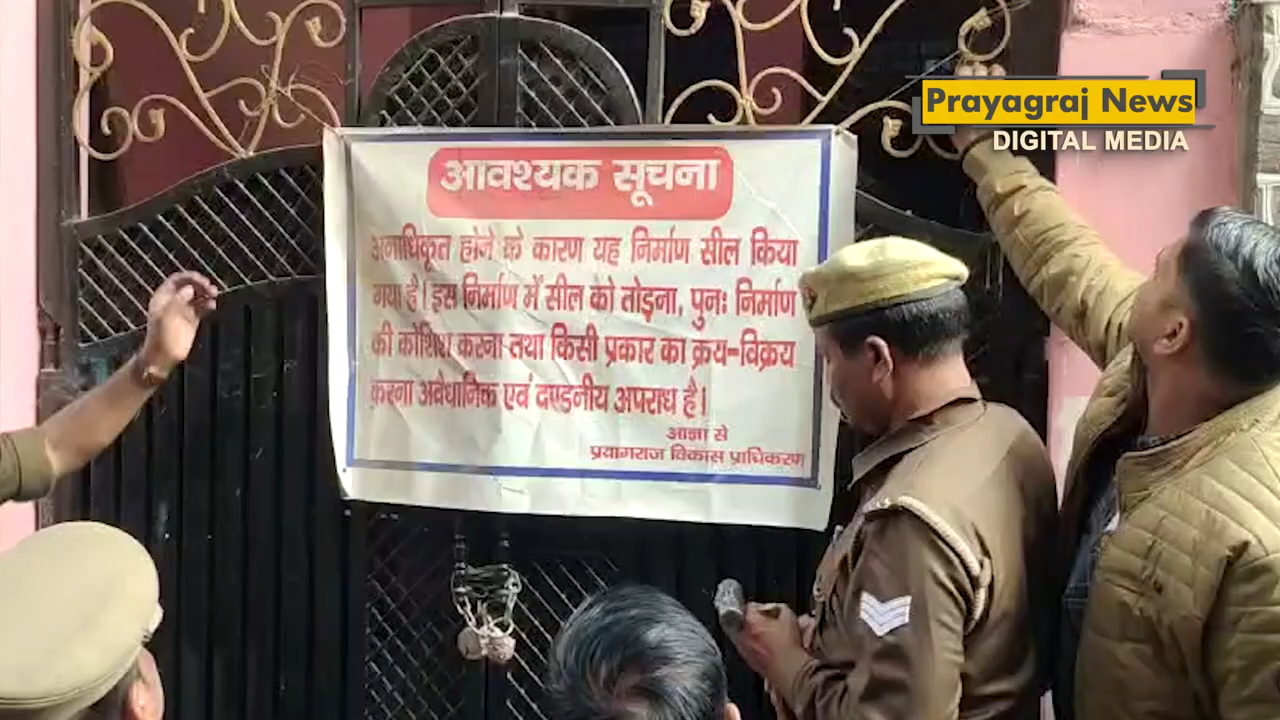 Prayagraj News
DIGITAL MEDIA
आवश्यक सूचना
अनाधिकृत होने के कारण यह निर्माण सील किया
गया है। इस निर्माण में सील को तोड़ना, पुनः निर्माण
की कोशिश करना तथा किसी प्रकार का क्रय-विक्रय
करना अवैधानिक एवं दण्डनीय अपराध है।
आज्ञा से
प्रयागराज विकास प्राधिकरण